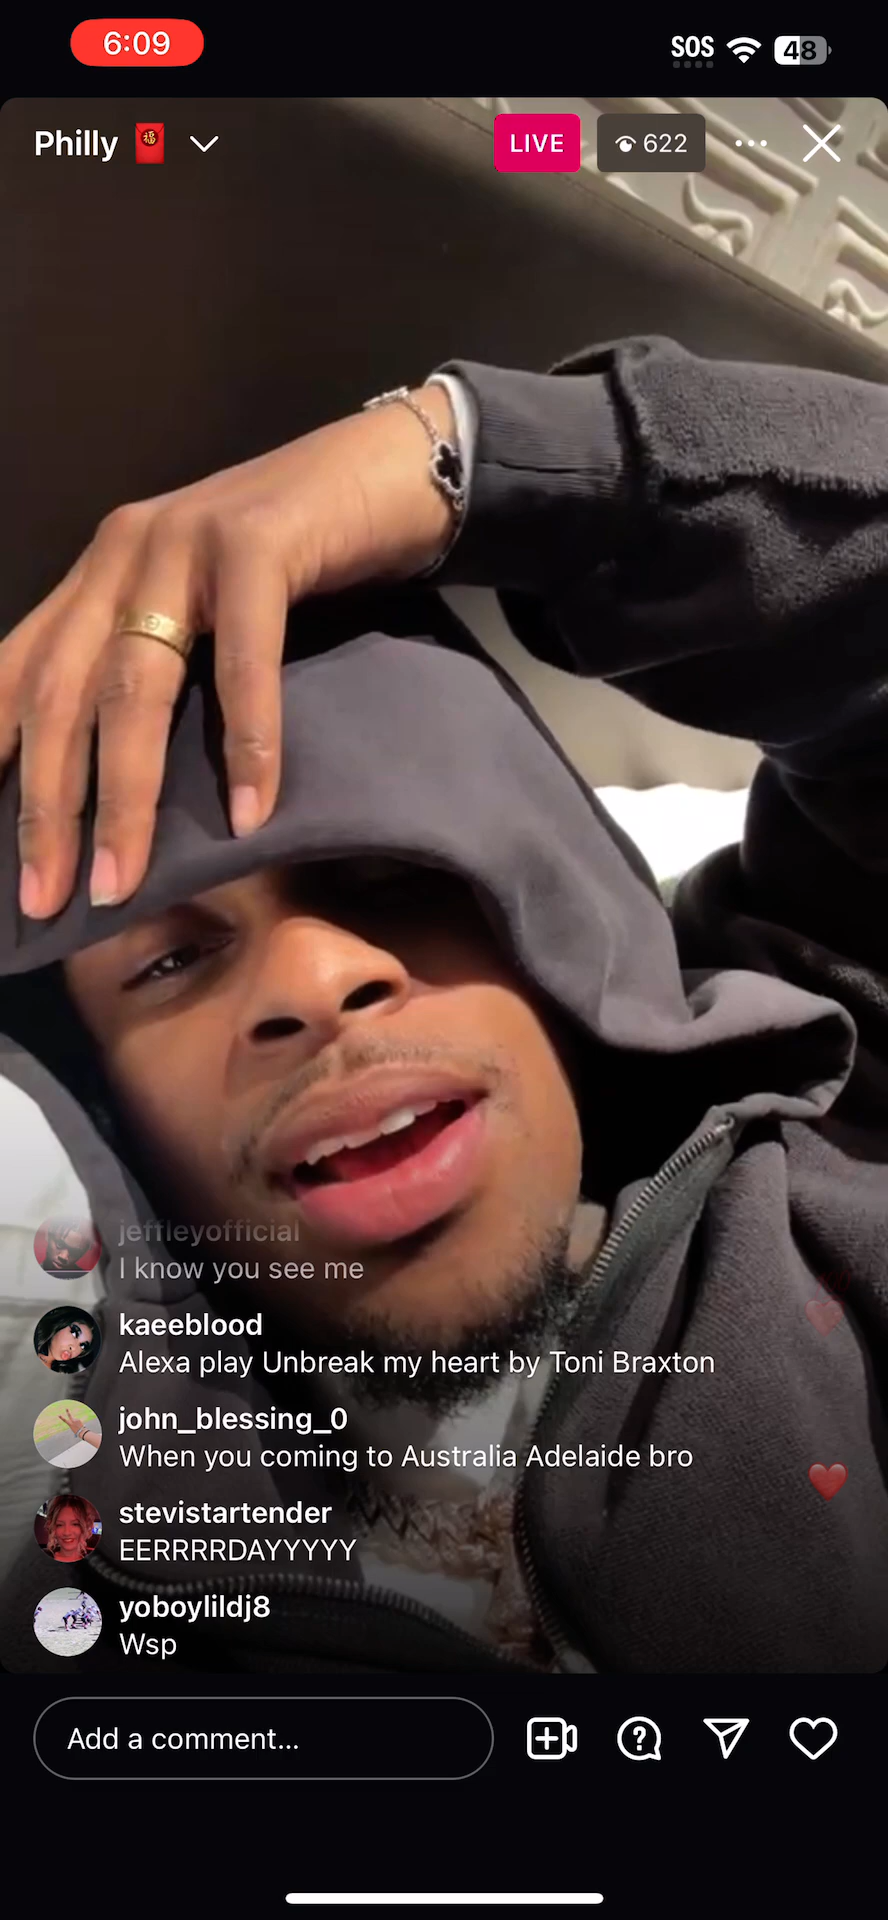 6:09
SOS
48
Philly 🧧
福
LIVE
622
jeffleyofficial
I know you see me
kaeeblood
Alexa play Unbreak my heart by Toni Braxton
john_blessing_0
When you coming to Australia Adelaide bro
stevistartender
EERRRRDAYYYYY
yoboylildj8
Wsp
Add a comment...